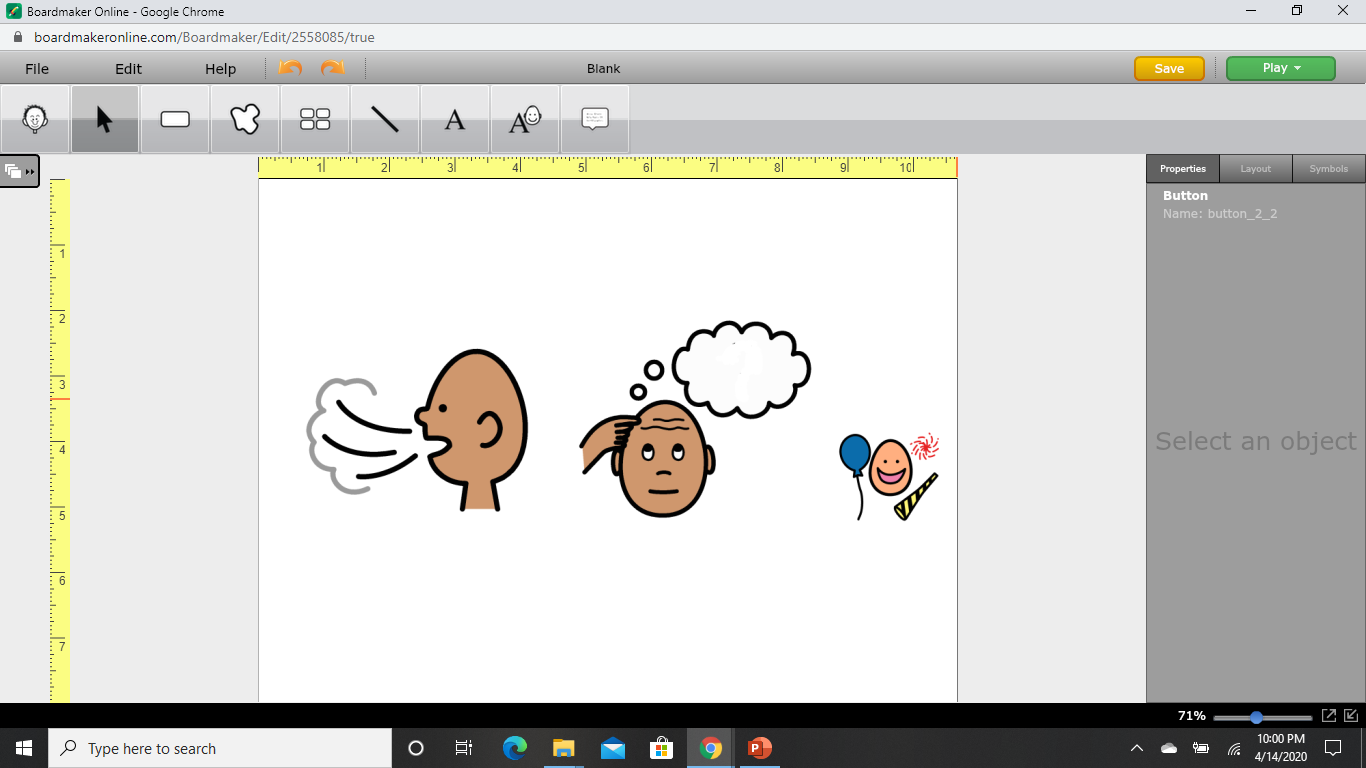 Boardmaker Online - Google Chrome
boardmakeronline.com/Boardmaker/Edit/2558085/true
File Edit Help Blank Save Play
A A
1 2 3 4 5 6 7 8 9 10
Properties Layout Symbols
Button
Name: button_2_2
1
2
3
4
5
6
7
Select an object
71%
Type here to search
10:00 PM
4/14/2020